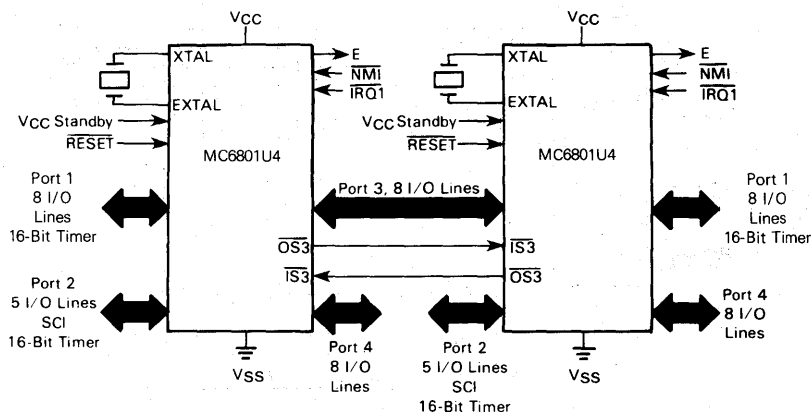 VCC
XTAL
E
NMI
IRQ1
EXTAL
VCC Standby
RESET
MC6801U4
Port 1
8 I/O
Lines
16-Bit Timer
Port 3, 8 I/O Lines
OS3
IS3
Port 2
5 I/O Lines
SCI
16-Bit Timer
Port 4
8 I/O
Lines
VSS
VCC
XTAL
E
NMI
IRQ1
EXTAL
VCC Standby
RESET
MC6801U4
Port 1
8 I/O
Lines
16-Bit Timer
IS3
OS3
Port 2
5 I/O Lines
SCI
16-Bit Timer
Port 4
8 I/O
Lines
VSS